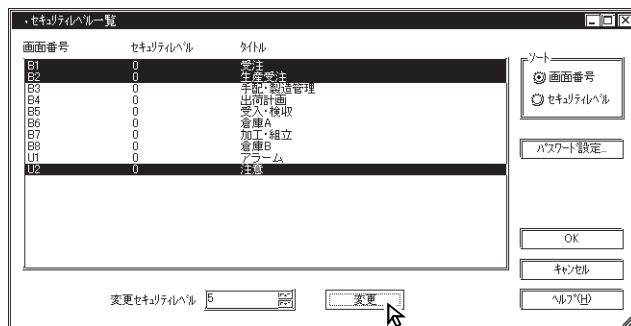 ・セキュリティレベル一覧
画面番号 セキュリティレベル タイトル
B1 0 受注
B2 0 生産受注
B3 0 手配・製造管理
B4 0 出荷計画
B5 0 受入・検収
B6 0 倉庫A
B7 0 加工・組立
B8 0 倉庫B
U1 0 アラーム
U2 0 注意
変更セキュリティレベル 5 変更
ソート
画面番号
セキュリティレベル
パスワード設定...
OK
キャンセル
ヘルプ(H)